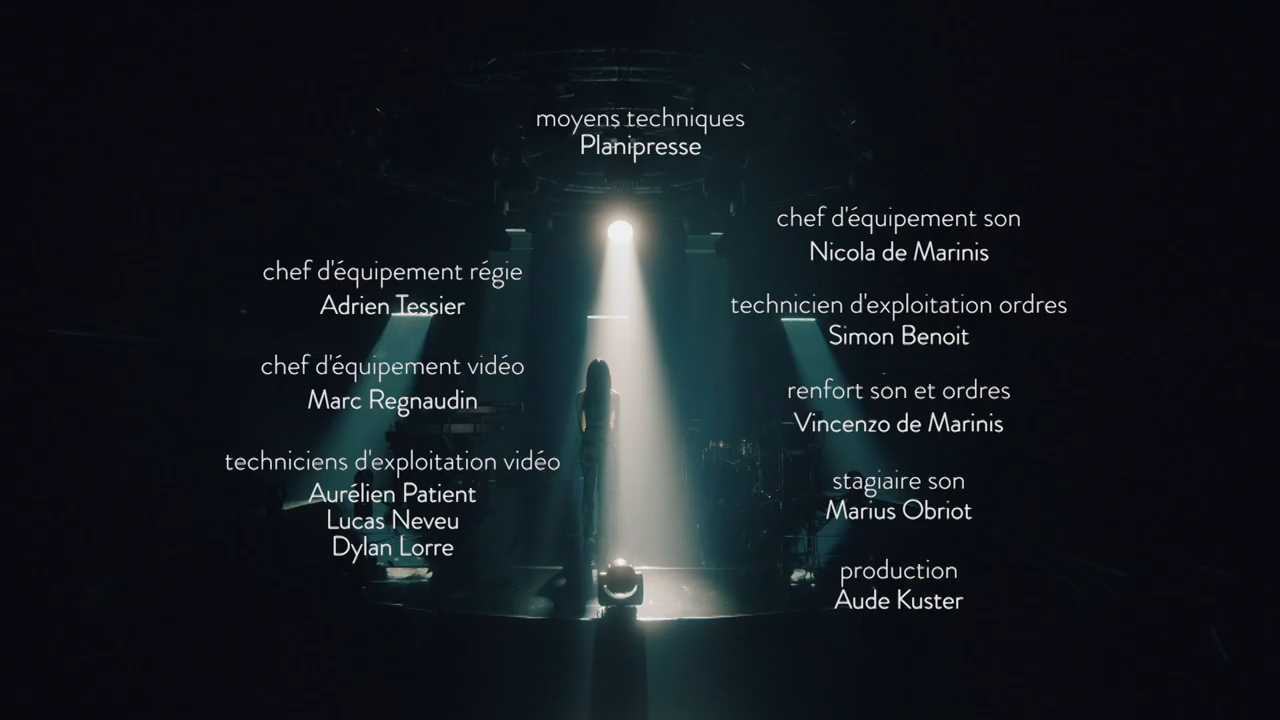 moyens techniques
Planipresse
chef d'équipement régie
Adrien Tessier
chef d'équipement vidéo
Marc Regnaudin
techniciens d'exploitation vidéo
Aurélien Patient
Lucas Neveu
Dylan Lorre
chef d'équipement son
Nicola de Marinis
technicien d'exploitation ordres
Simon Benoit
renfort son et ordres
Vincenzo de Marinis
stagiaire son
Marius Obriot
production
Aude Kuster